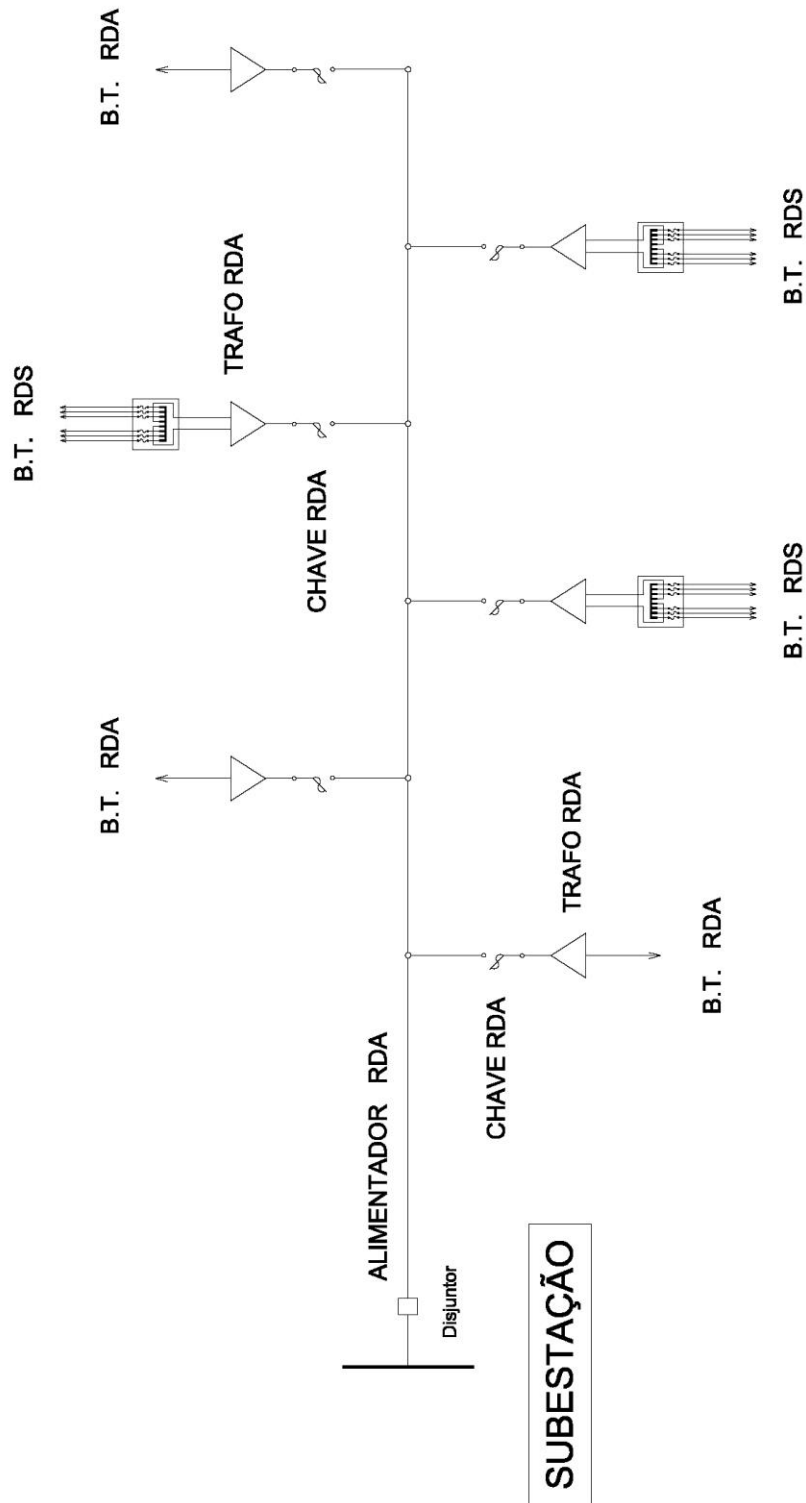 B.T. RDA
B.T. RDS
TRAFO RDA
CHAVE RDA
B.T. RDS
B.T. RDS
B.T. RDA
TRAFO RDA
B.T. RDA
ALIMENTADOR RDA
CHAVE RDA
Disjuntor
SUBESTAÇÃO